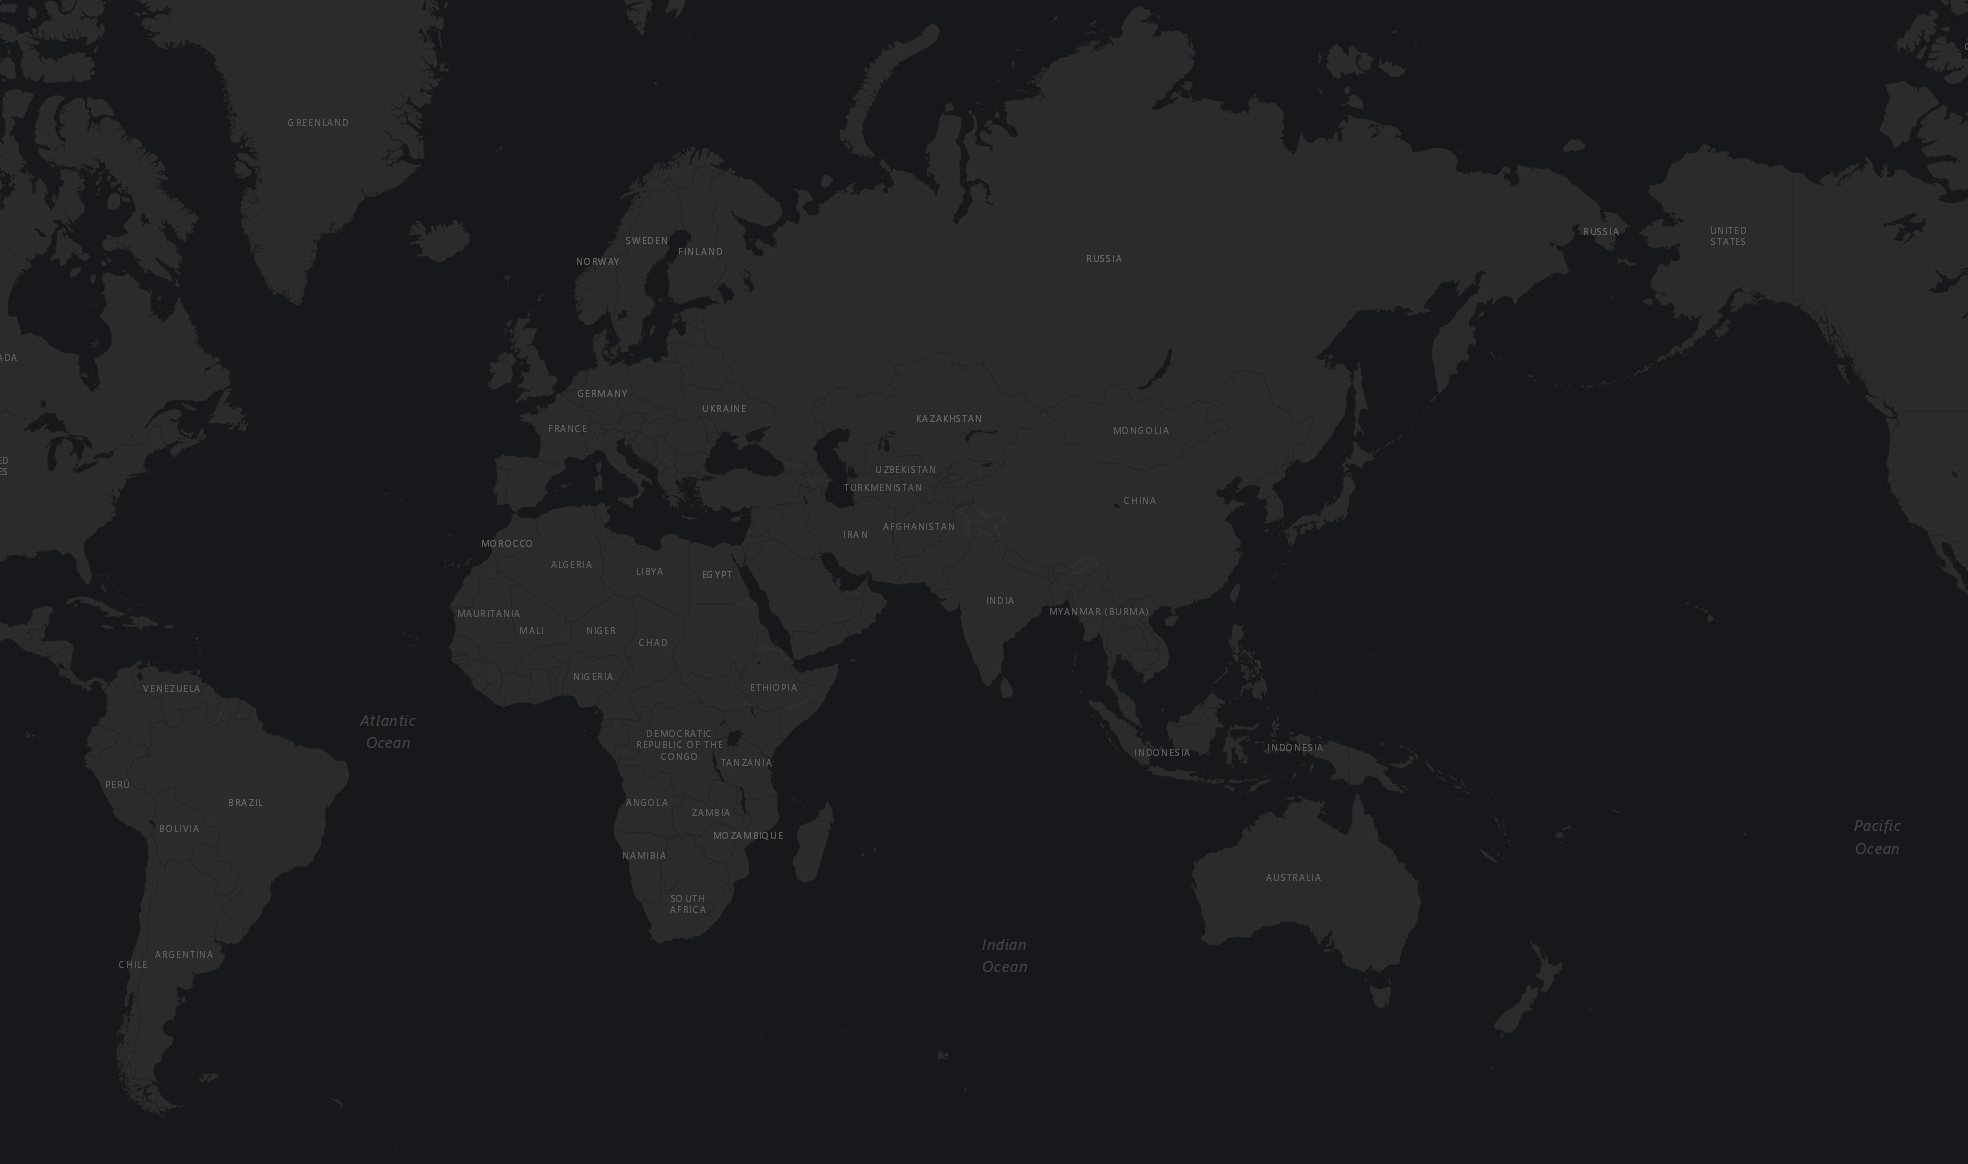 GREENLAND
SWEDEN
FINLAND
NORWAY
RUSSIA
RUSSIA
UNITED
STATES
ADA
GERMANY
UKRAINE
FRANCE
KAZAKHSTAN
MONGOLIA
ED
ES
UZBEKISTAN
TURKMENISTAN
CHINA
IRAN
AFGHANISTAN
MOROCCO
ALGERIA
LIBYA
EGYPT
INDIA
MYANMAR (BURMA)
MAURITANIA
MALI
NIGER
CHAD
NIGERIA
ETHIOPIA
VENEZUELA
Atlantic
Ocean
DEMOCRATIC
REPUBLIC OF THE
CONGO
TANZANIA
INDONESIA
INDONESIA
PERÚ
BRAZIL
ANGOLA
ZAMBIA
BOLIVIA
MOZAMBIQUE
NAMIBIA
Pacific
Ocean
AUSTRALIA
SOUTH
AFRICA
ARGENTINA
CHILE
Indian
Ocean